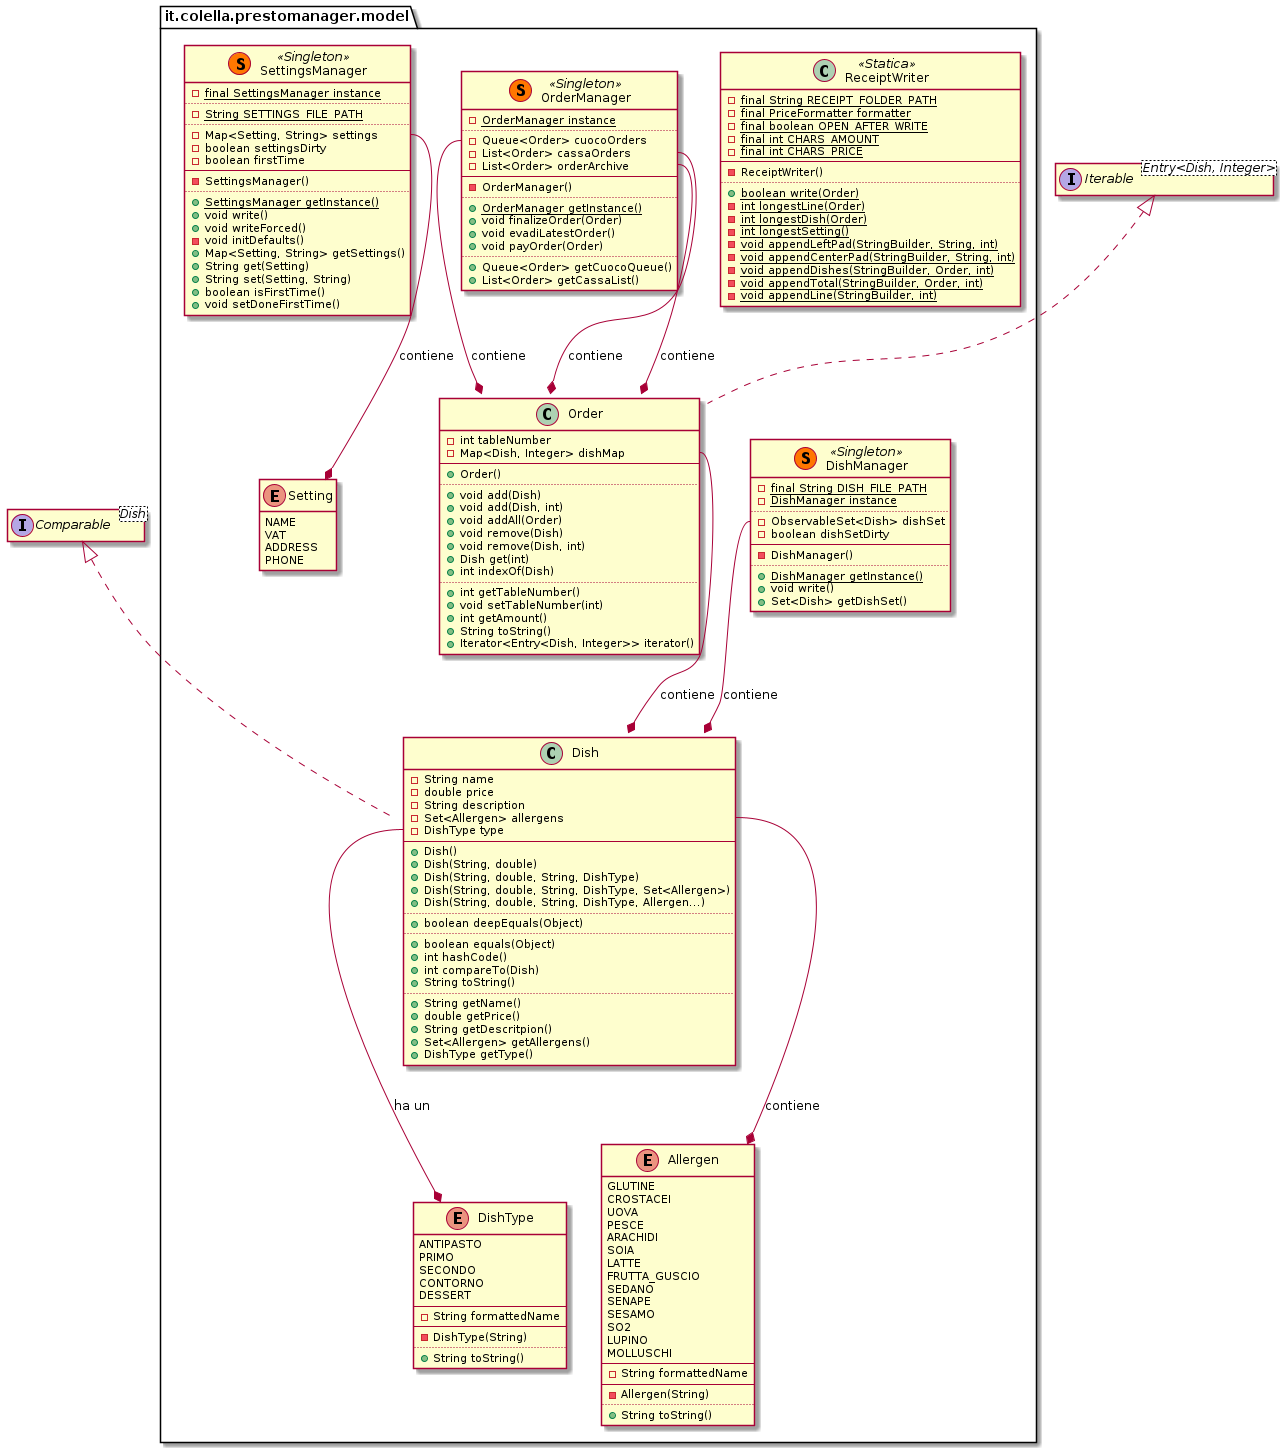 it.colella.prestomanager.model
S
«Singleton»
SettingsManager
final SettingsManager instance
String SETTINGS_FILE_PATH
Map<Setting, String> settings
boolean settingsDirty
boolean firstTime
SettingsManager()
SettingsManager getInstance()
void write()
void writeForced()
void initDefaults()
Map<Setting, String> getSettings()
String get(Setting)
String set(Setting, String)
boolean isFirstTime()
void setDoneFirstTime()
S
«Singleton»
OrderManager
OrderManager instance
Queue<Order> cuocoOrders
List<Order> cassaOrders
List<Order> orderArchive
OrderManager()
OrderManager getInstance()
void finalizeOrder(Order)
void evadiLatestOrder()
void payOrder(Order)
Queue<Order> getCuocoQueue()
List<Order> getCassaList()
C
«Statica»
ReceiptWriter
final String RECEIPT_FOLDER_PATH
final PriceFormatter formatter
final boolean OPEN_AFTER_WRITE
final int CHARS_AMOUNT
final int CHARS_PRICE
ReceiptWriter()
boolean write(Order)
int longestLine(Order)
int longestDish(Order)
int longestSetting()
void appendLeftPad(StringBuilder, String, int)
void appendCenterPad(StringBuilder, String, int)
void appendDishes(StringBuilder, Order, int)
void appendTotal(StringBuilder, Order, int)
void appendLine(StringBuilder, int)
Entry<Dish, Integer>
I
Iterable
contiene
contiene
contiene
contiene
C
Order
int tableNumber
Map<Dish, Integer> dishMap
Order()
void add(Dish)
void add(Dish, int)
void addAll(Order)
void remove(Dish)
void remove(Dish, int)
Dish get(int)
int indexOf(Dish)
int getTableNumber()
void setTableNumber(int)
int getAmount()
String toString()
Iterator<Entry<Dish, Integer>> iterator()
S
«Singleton»
DishManager
final String DISH_FILE_PATH
DishManager instance
ObservableSet<Dish> dishSet
boolean dishSetDirty
DishManager()
DishManager getInstance()
void write()
Set<Dish> getDishSet()
E
Setting
NAME
VAT
ADDRESS
PHONE
Dish
I
Comparable
contiene
contiene
C
Dish
String name
double price
String description
Set<Allergen> allergens
DishType type
Dish()
Dish(String, double)
Dish(String, double, String, DishType)
Dish(String, double, String, DishType, Set<Allergen>)
Dish(String, double, String, DishType, Allergen...)
boolean deepEquals(Object)
boolean equals(Object)
int hashCode()
int compareTo(Dish)
String toString()
String getName()
double getPrice()
String getDescritpion()
Set<Allergen> getAllergens()
DishType getType()
ha un
contiene
E
DishType
ANTIPASTO
PRIMO
SECONDO
CONTORNO
DESSERT
String formattedName
DishType(String)
String toString()
E
Allergen
GLUTINE
CROSTACEI
UOVA
PESCE
ARACHIDI
SOIA
LATTE
FRUTTA_GUSCIO
SEDANO
SENAPE
SESAMO
SO2
LUPINO
MOLLUSCHI
String formattedName
Allergen(String)
String toString()